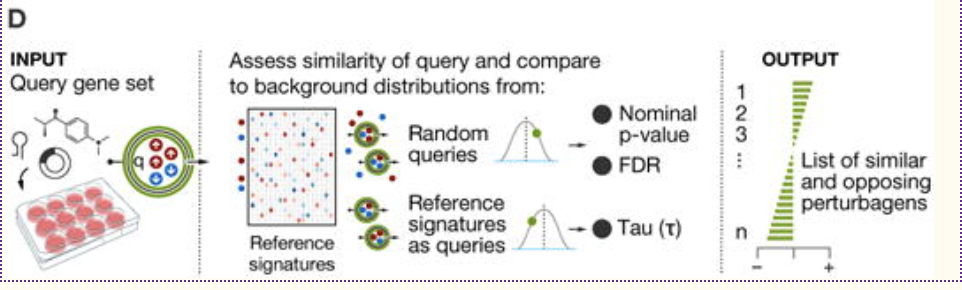 D
INPUT
Query gene set
q
Assess similarity of query and compare
to background distributions from:
Reference
signatures
Random
queries
Nominal
p-value
FDR
Reference
signatures
as queries
Tau (τ)
OUTPUT
1
2
3
⋮
n
List of similar
and opposing
perturbagens
− +